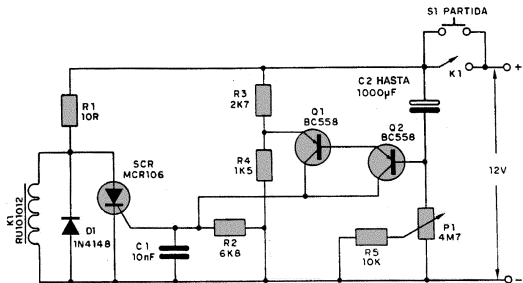 S1 PARTIDA
K1
+
C2 HASTA
1000µF
R3
2K7
Q1
BC558
Q2
BC558
R1
10R
SCR
MCR106
R4
1K5
12V
K1
RU101012
D1
1N4148
C1
10nF
R2
6K8
R5
10K
P1
4M7
-